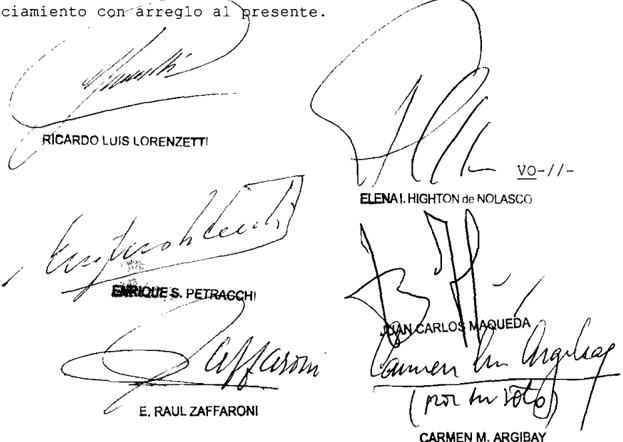 ciamiento con arreglo al presente.
RICARDO LUIS LORENZETTI
VO-//-
ELENA I. HIGHTON de NOLASCO
ENRIQUE S. PETRACCHI
JUAN CARLOS MAQUEDA
Zaffaroni
Carmen M. Argibay
(por su voto)
E. RAUL ZAFFARONI
CARMEN M. ARGIBAY